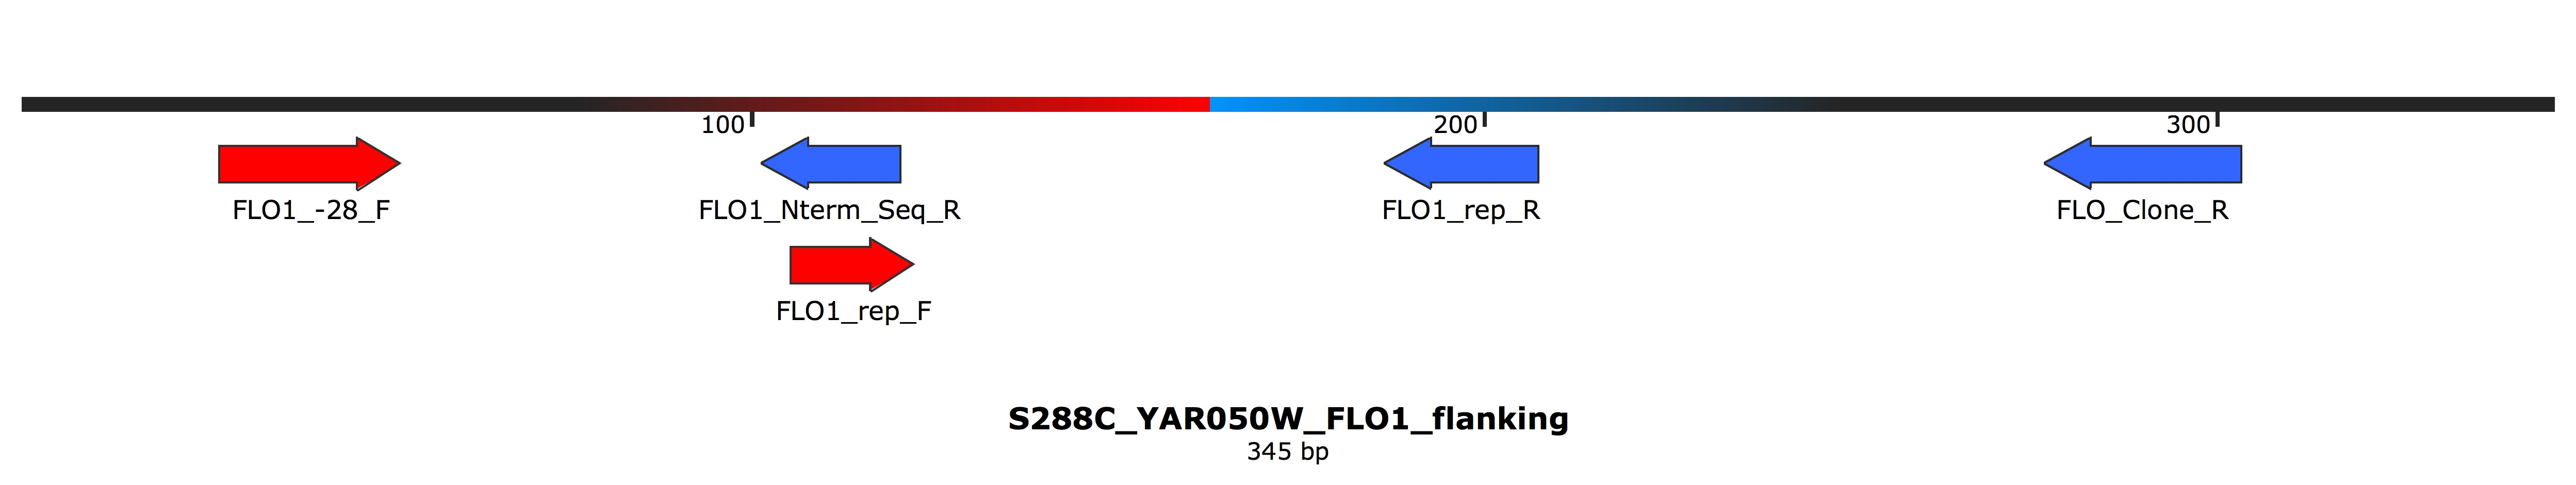 100
200
300
FLO1_-28_F
FLO1_Nterm_Seq_R
FLO1_rep_R
FLO_Clone_R
FLO1_rep_F
S288C_YAR050W_FLO1_flanking
345 bp